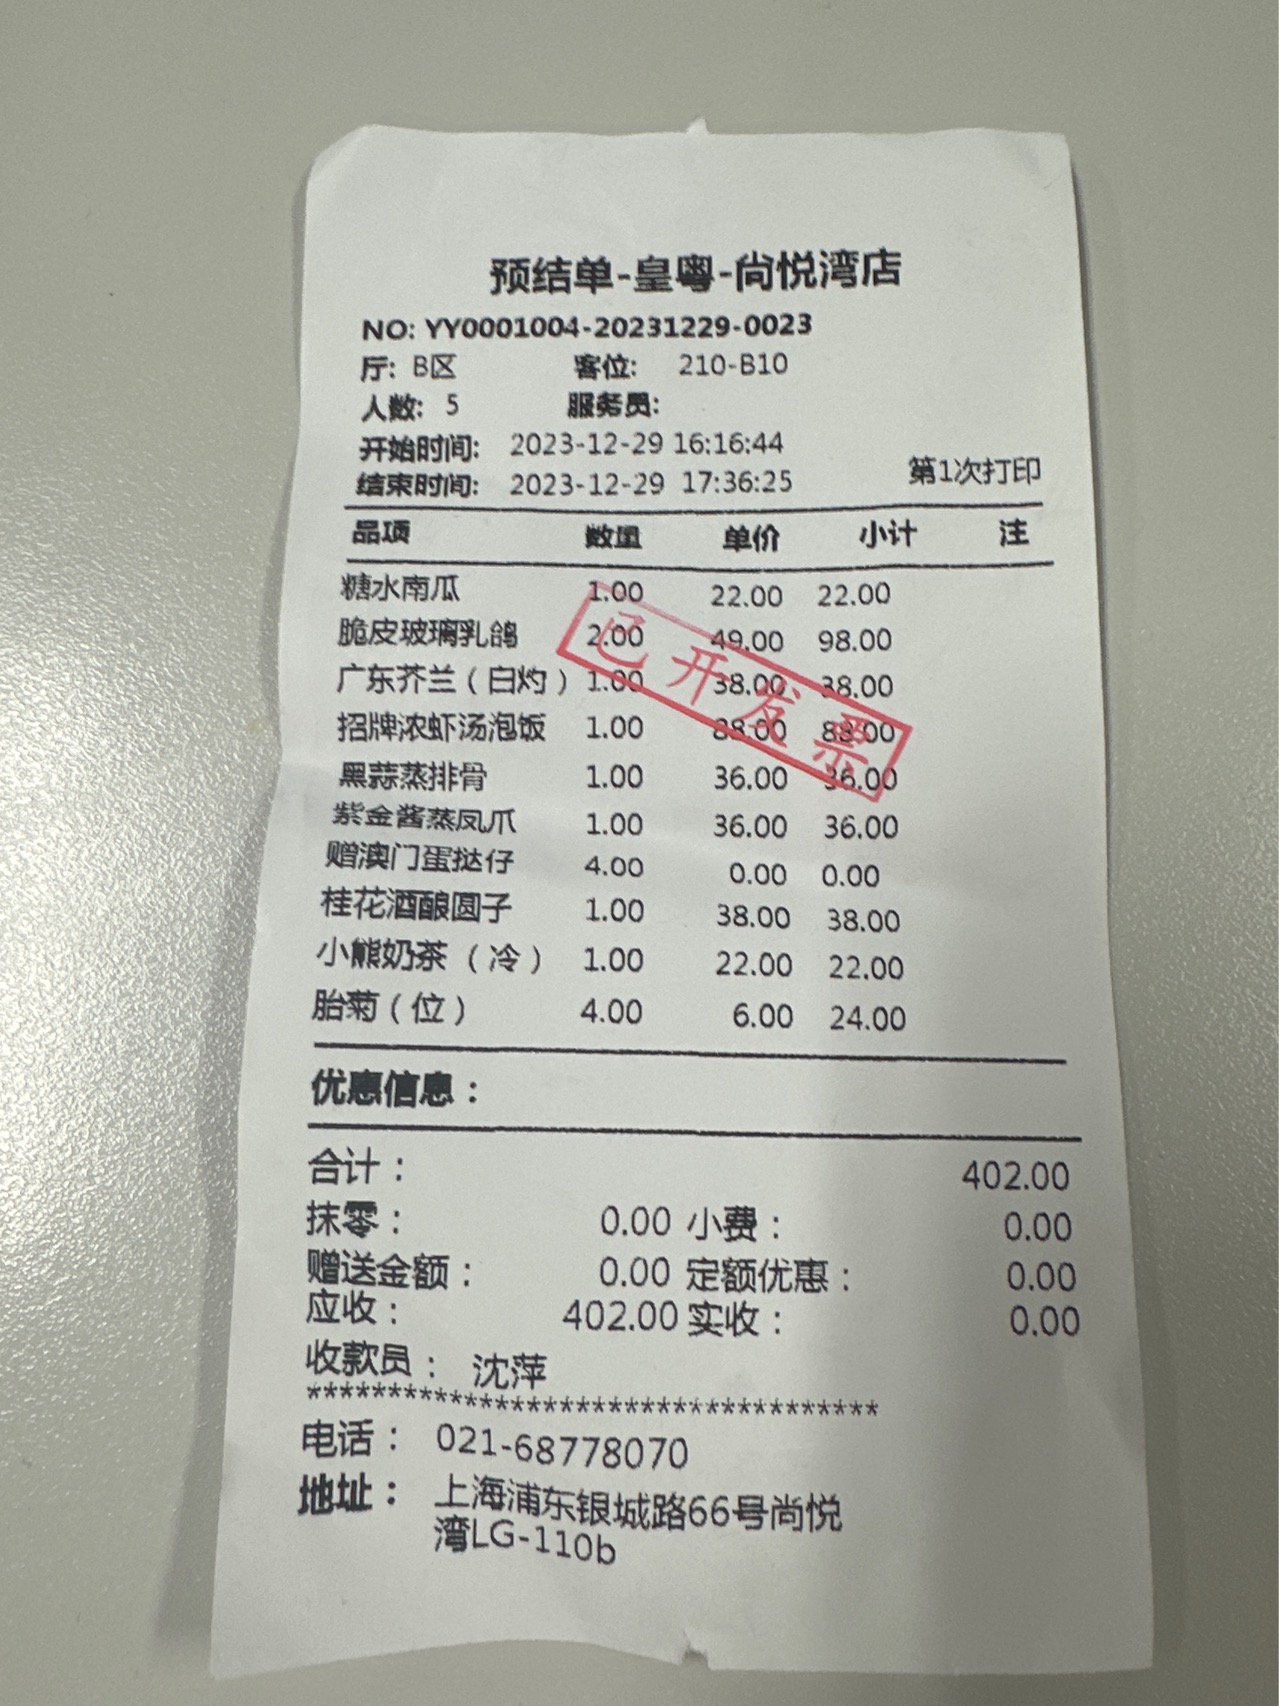 预结单-皇粤-尚悦湾店
NO: YY0001004-20231229-0023
厅: B区 客位: 210-B10
人数: 5 服务员:
开始时间: 2023-12-29 16:16:44
结束时间: 2023-12-29 17:36:25 第1次打印
品项 数量 单价 小计 注
糖水南瓜 1.00 22.00 22.00
脆皮玻璃乳鸽 2.00 49.00 98.00
广东芥兰（白灼） 1.00 38.00 38.00
招牌浓虾汤泡饭 1.00 88.00 88.00
黑蒜蒸排骨 1.00 36.00 36.00
紫金酱蒸凤爪 1.00 36.00 36.00
赠澳门蛋挞仔 4.00 0.00 0.00
桂花酒酿圆子 1.00 38.00 38.00
小熊奶茶（冷） 1.00 22.00 22.00
胎菊（位） 4.00 6.00 24.00
已开发票
优惠信息：
合计： 402.00
抹零： 0.00 小费： 0.00
赠送金额： 0.00 定额优惠： 0.00
应收： 402.00 实收： 0.00
收款员： 沈萍
************************************
电话： 021-68778070
地址： 上海浦东银城路66号尚悦
湾LG-110b